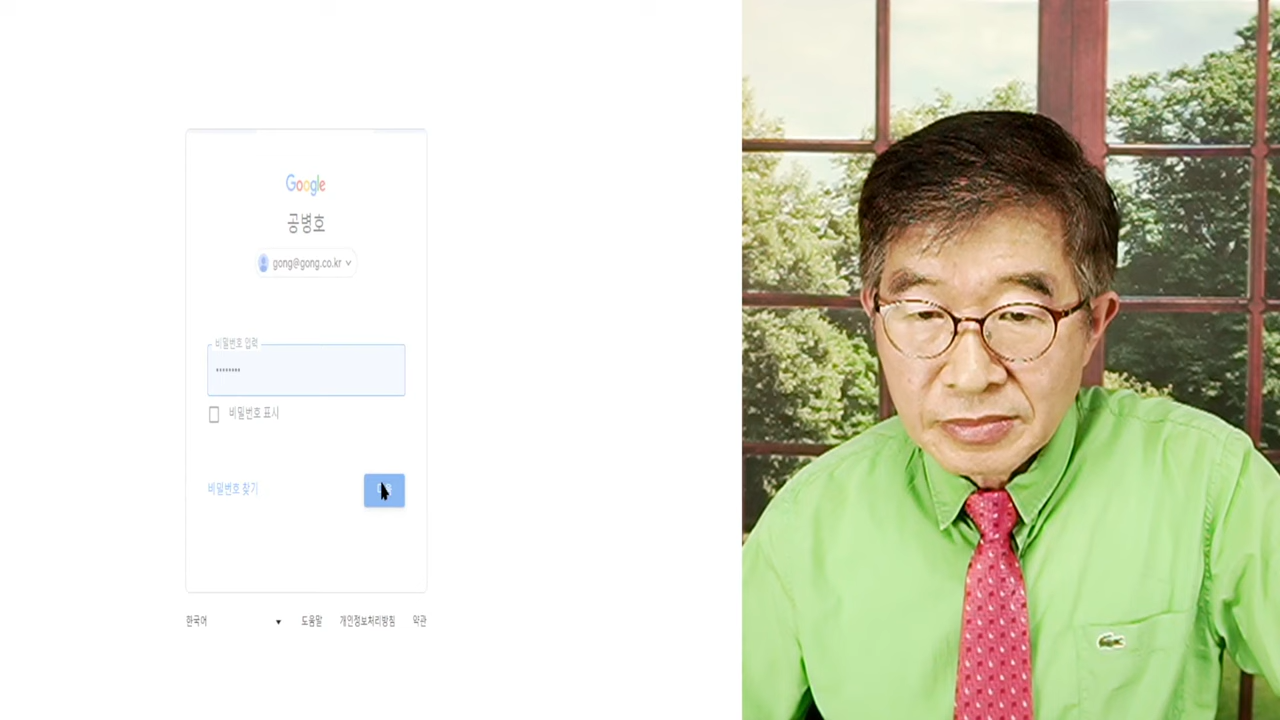 Google
공병호
gong@gong.co.kr
비밀번호 입력
••••••••
비밀번호 표시
비밀번호 찾기
한국어
도움말
개인정보처리방침
약관